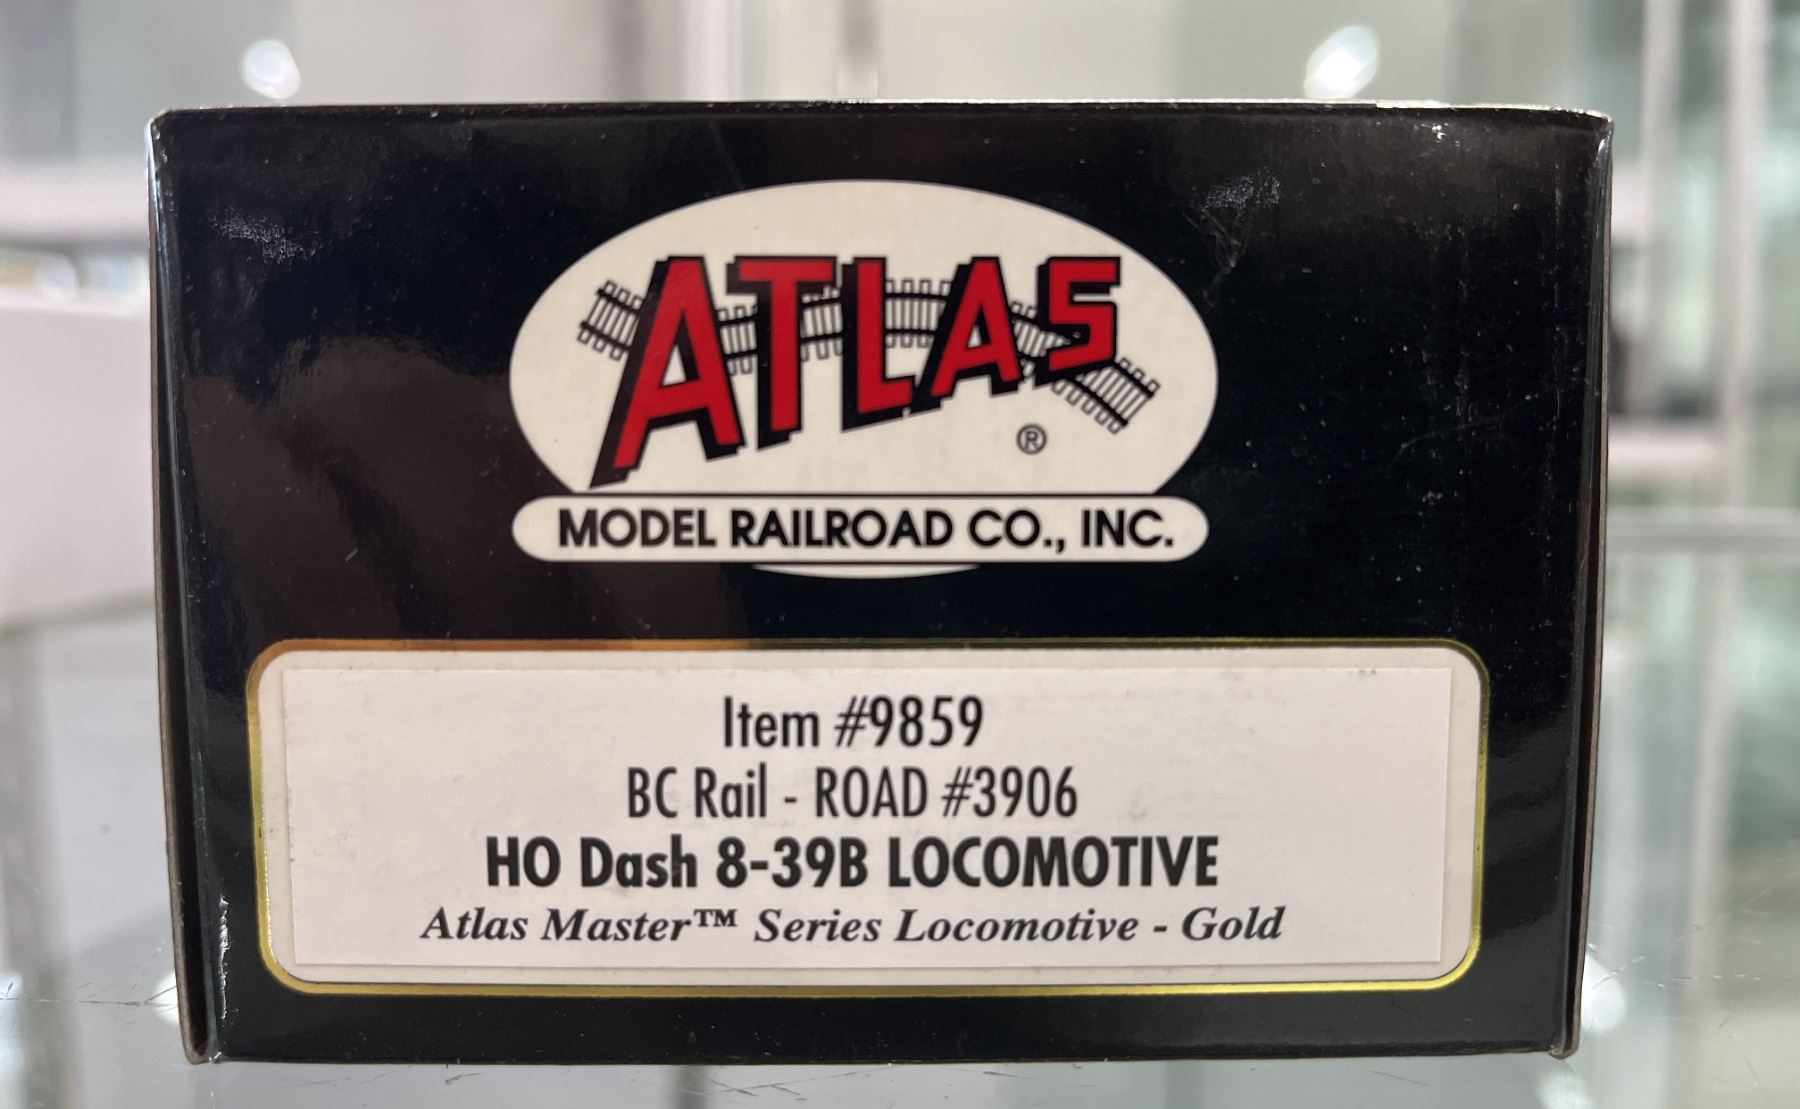 ATLAS
®
MODEL RAILROAD CO., INC.
Item #9859
BC Rail - ROAD #3906
HO Dash 8-39B LOCOMOTIVE
Atlas Master™ Series Locomotive - Gold